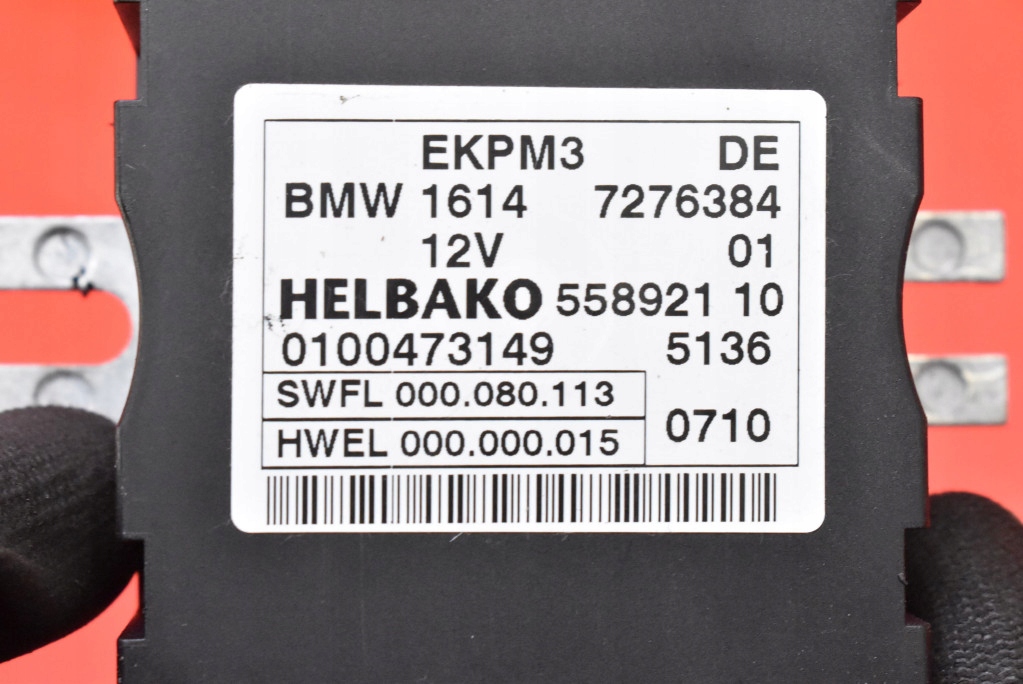 EKPM3 DE
BMW 1614 7276384
12V 01
HELBAKO 558921 10
0100473149 5136
SWFL 000.080.113
0710
HWEL 000.000.015